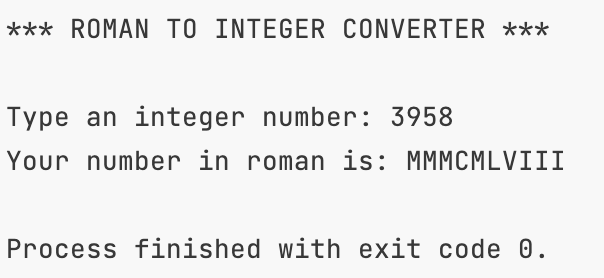 *** ROMAN TO INTEGER CONVERTER ***
Type an integer number: 3958
Your number in roman is: MMMCMLVIII
Process finished with exit code 0.